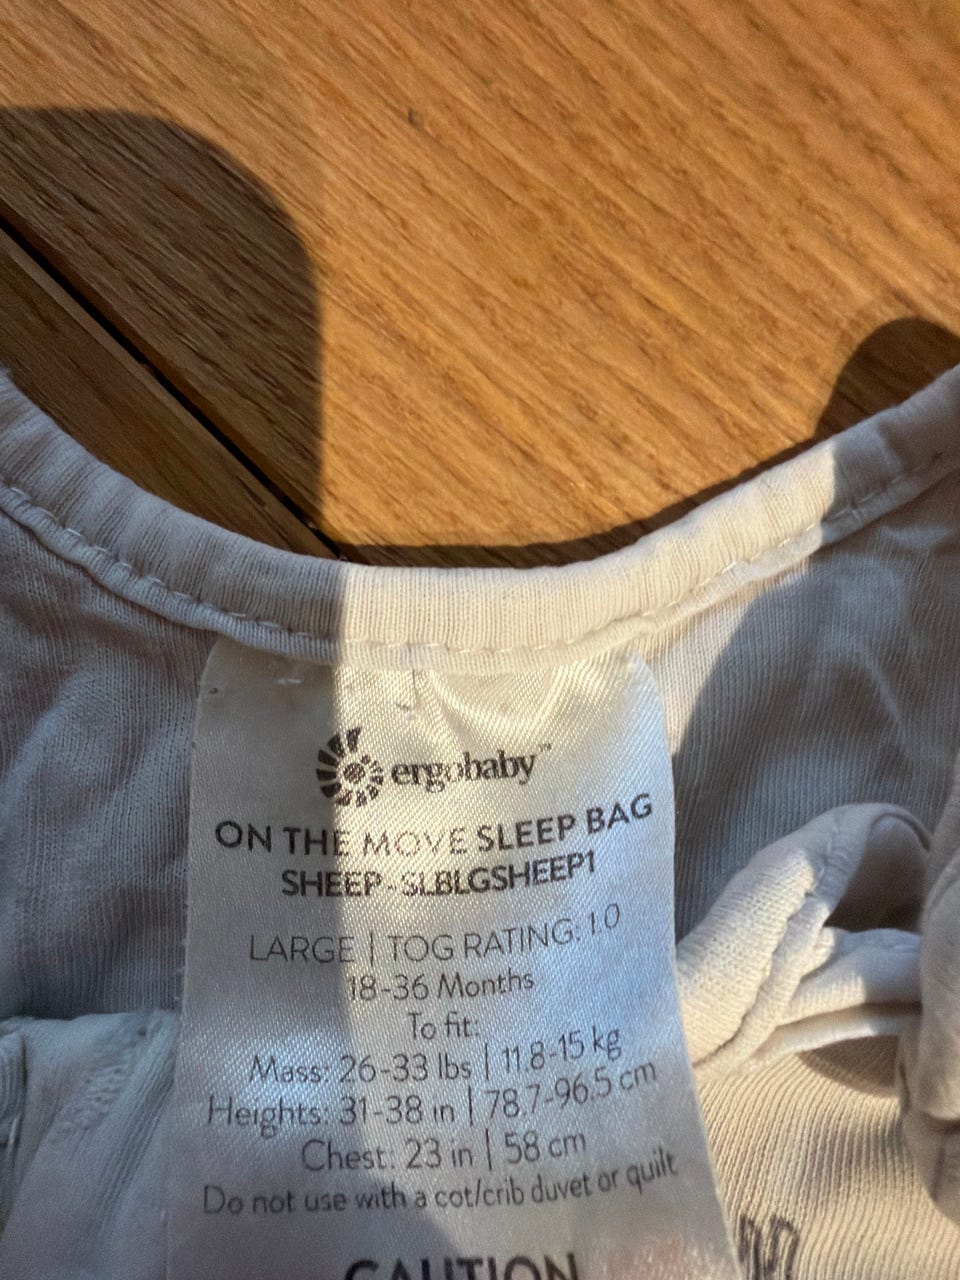 ergobaby™
ON THE MOVE SLEEP BAG
SHEEP - SLBLGSHEEP1
LARGE | TOG RATING: 1.0
18-36 Months
To fit:
Mass: 26-33 lbs | 11.8-15 kg
Heights: 31-38 in | 78.7-96.5 cm
Chest: 23 in | 58 cm
Do not use with a cot/crib duvet or quilt
CAUTION